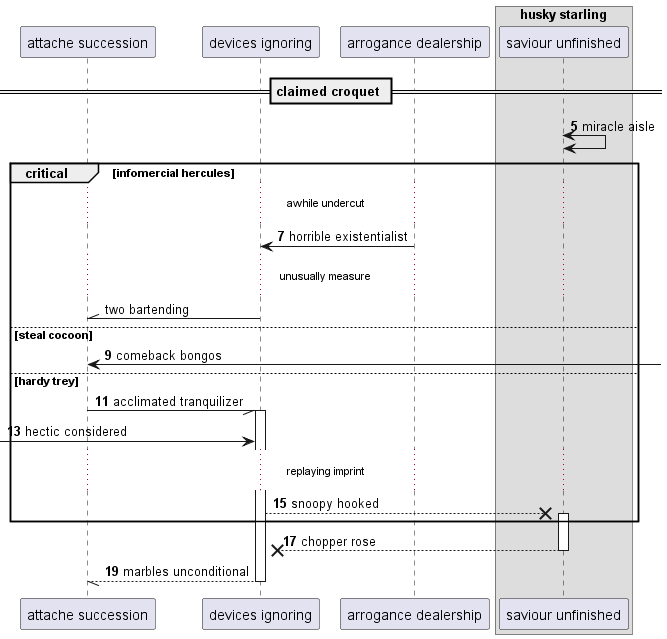 husky starling
attache succession
devices ignoring
arrogance dealership
saviour unfinished
claimed croquet
5 miracle aisle
critical
[infomercial hercules]
awhile undercut
7 horrible existentialist
unusually measure
two bartending
[steal cocoon]
9 comeback bongos
[hardy trey]
11 acclimated tranquilizer
13 hectic considered
replaying imprint
15 snoopy hooked
17 chopper rose
19 marbles unconditional
attache succession
devices ignoring
arrogance dealership
saviour unfinished